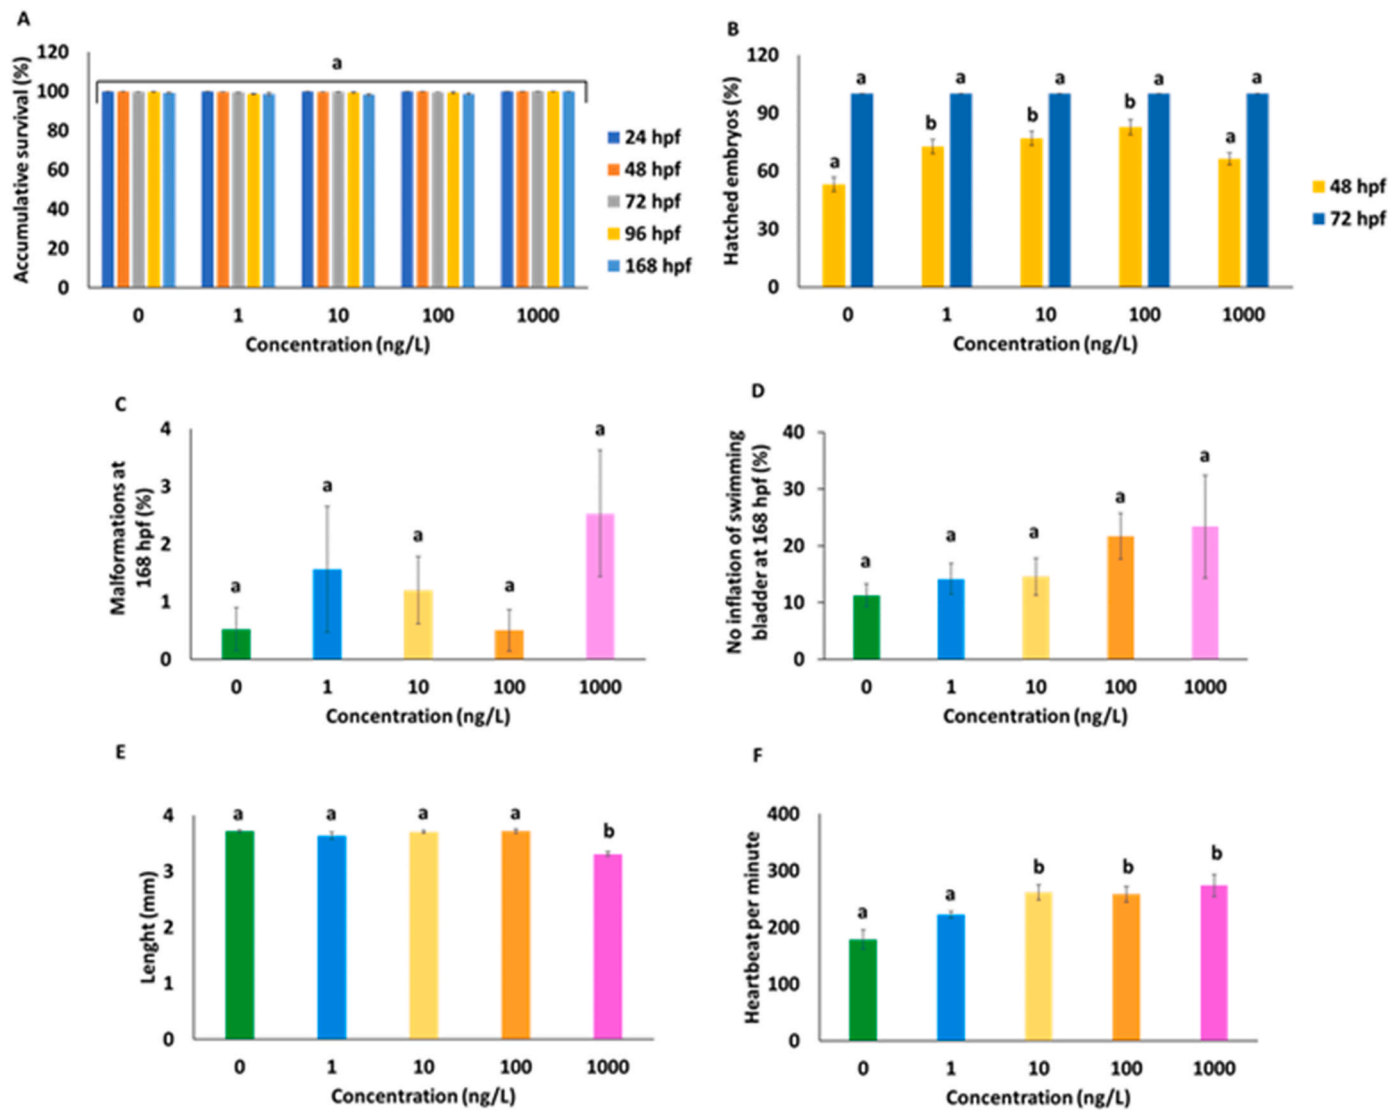 A
Accumulative survival (%)
120
100
80
60
40
20
0
a
0 1 10 100 1000
Concentration (ng/L)
24 hpf
48 hpf
72 hpf
96 hpf
168 hpf
B
Hatched embryos (%)
120
90
60
30
0
a a b a b a b a a a
0 1 10 100 1000
Concentration (ng/L)
48 hpf
72 hpf
C
Malformations at
168 hpf (%)
4
3
2
1
0
a a a a a
0 1 10 100 1000
Concentration (ng/L)
D
No inflation of swimming
bladder at 168 hpf (%)
40
30
20
10
0
a a a a a
0 1 10 100 1000
Concentration (ng/L)
E
Lenght (mm)
4
3
2
1
0
a a a a b
0 1 10 100 1000
Concentration (ng/L)
F
Heartbeat per minute
400
300
200
100
0
a a b b b
0 1 10 100 1000
Concentration (ng/L)